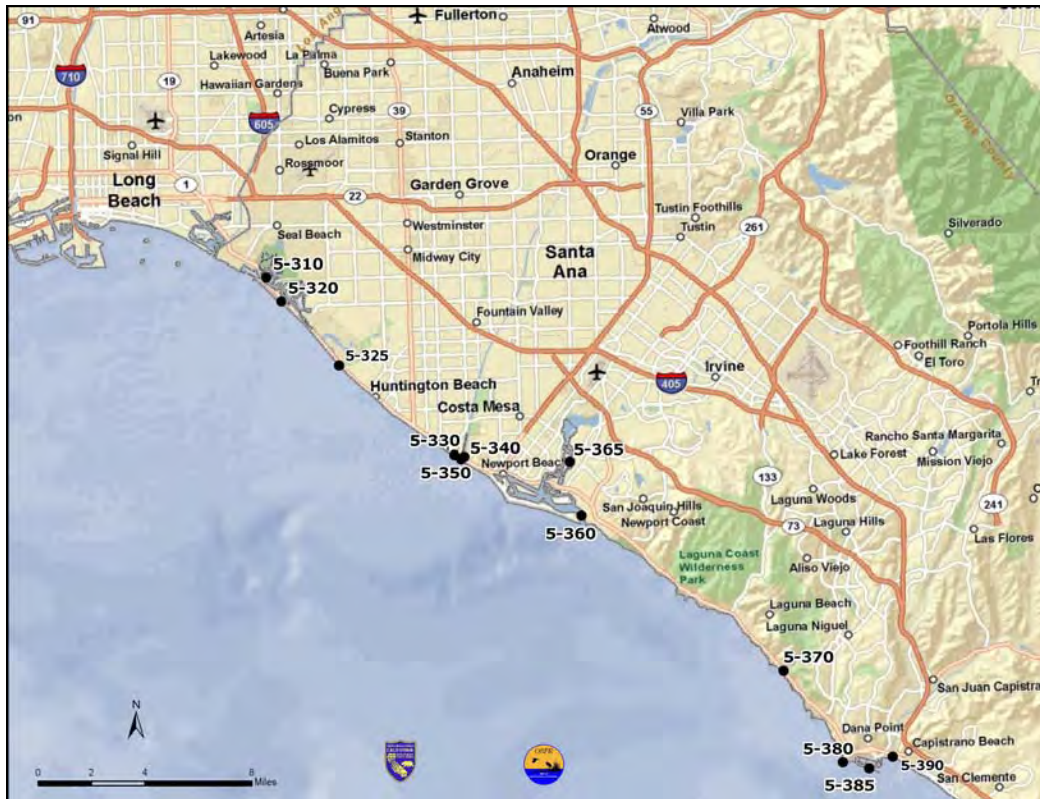 91
Fullerton
Artesia
Atwood
Lakewood
La Palma
Buena Park
710
19
Hawaiian Gardens
Anaheim
605
Cypress
39
55
Villa Park
Los Alamitos
Stanton
Signal Hill
Orange
Rossmoor
Orange County
Long
Beach
1
22
Garden Grove
Tustin Foothills
Westminster
Seal Beach
Tustin
261
Silverado
Midway City
Santa
Ana
5-310
5-320
Fountain Valley
Portola Hills
Foothill Ranch
El Toro
5-325
Irvine
405
Huntington Beach
Costa Mesa
Rancho Santa Margarita
5-330
5-340
5-365
Lake Forest
Mission Viejo
5-350
Newport Beach
133
Laguna Woods
241
San Joaquin Hills
Newport Coast
5-360
73
Laguna Hills
Las Flores
Laguna Coast
Wilderness
Park
Aliso Viejo
Laguna Beach
Laguna Niguel
5-370
San Juan Capistra
N
Dana Point
5-380
Capistrano Beach
5-390
5-385
San Clemente
0 2 4 8
Miles